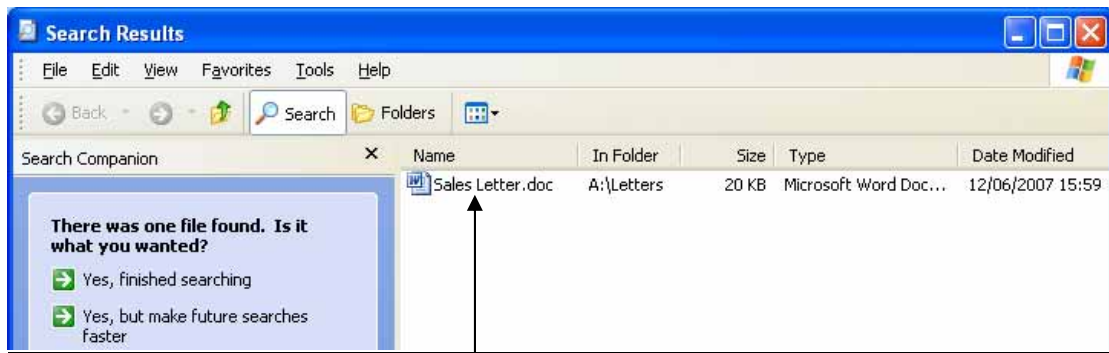 Search Results
File Edit View Favorites Tools Help
Back Search Folders
Search Companion
Name In Folder Size Type Date Modified
Sales Letter.doc A:\Letters 20 KB Microsoft Word Doc... 12/06/2007 15:59
There was one file found. Is it
what you wanted?
Yes, finished searching
Yes, but make future searches
faster